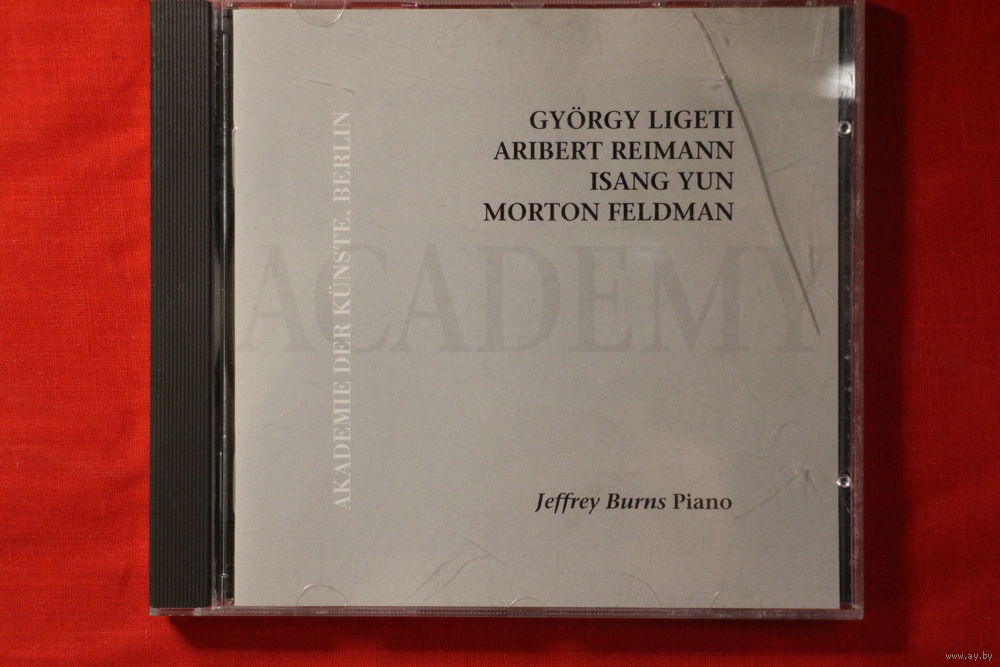 GYÖRGY LIGETI
ARIBERT REIMANN
ISANG YUN
MORTON FELDMAN
AKADEMIE DER KÜNSTE, BERLIN
ACADEMY
Jeffrey Burns Piano
www.ay.by